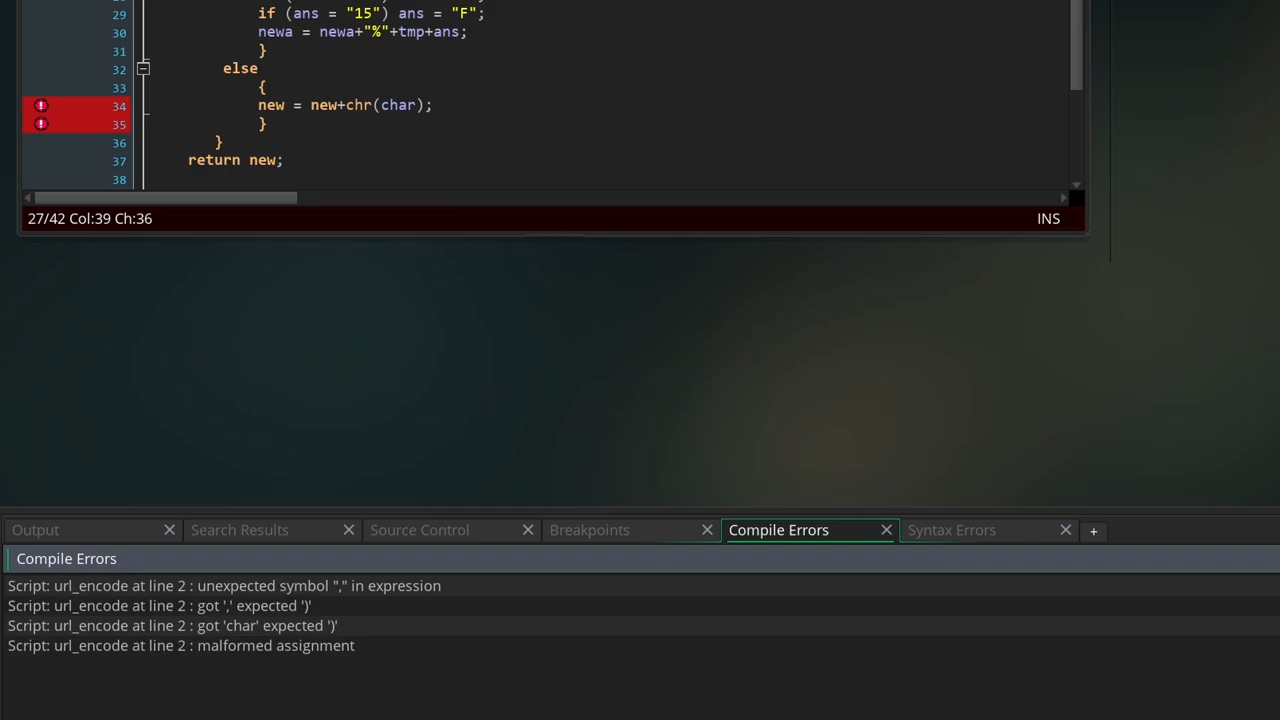 29 if (ans = "15") ans = "F";
30 newa = newa+"%"+tmp+ans;
31 }
32 else
33 {
34 new = new+chr(char);
35 }
36 }
37 return new;
38
27/42 Col:39 Ch:36 INS
Output Search Results Source Control Breakpoints Compile Errors Syntax Errors +
Compile Errors
Script: url_encode at line 2 : unexpected symbol "," in expression
Script: url_encode at line 2 : got ',' expected ')'
Script: url_encode at line 2 : got 'char' expected ')'
Script: url_encode at line 2 : malformed assignment